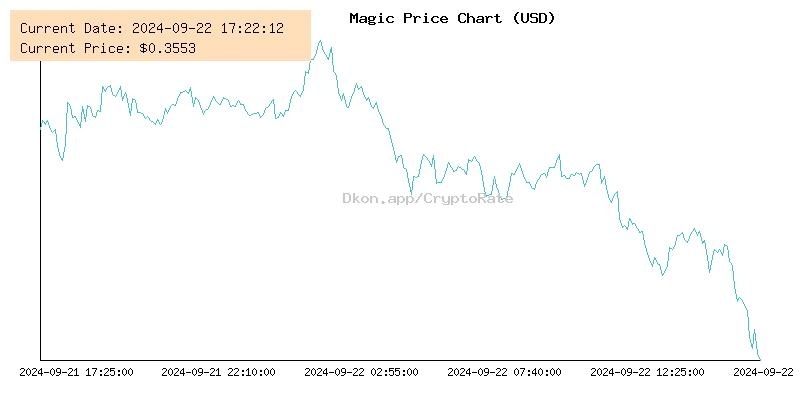 Magic Price Chart (USD)
Current Date: 2024-09-22 17:22:12
Current Price: $0.3553
Dkon.app/CryptoRate
2024-09-21 17:25:00 2024-09-21 22:10:00 2024-09-22 02:55:00 2024-09-22 07:40:00 2024-09-22 12:25:00 2024-09-22